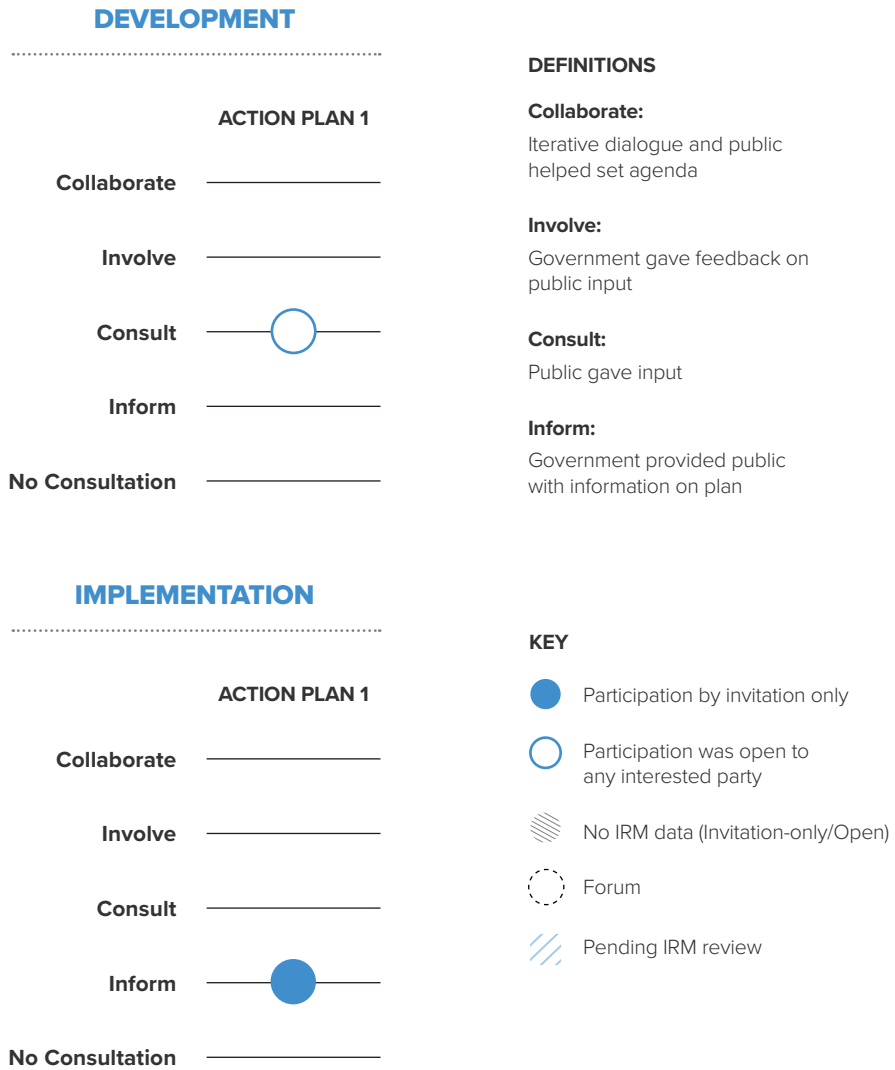 DEVELOPMENT
ACTION PLAN 1
Collaborate
Involve
Consult
Inform
No Consultation
DEFINITIONS
Collaborate:
Iterative dialogue and public
helped set agenda
Involve:
Government gave feedback on
public input
Consult:
Public gave input
Inform:
Government provided public
with information on plan
IMPLEMENTATION
ACTION PLAN 1
Collaborate
Involve
Consult
Inform
No Consultation
KEY
Participation by invitation only
Participation was open to
any interested party
No IRM data (Invitation-only/Open)
Forum
Pending IRM review